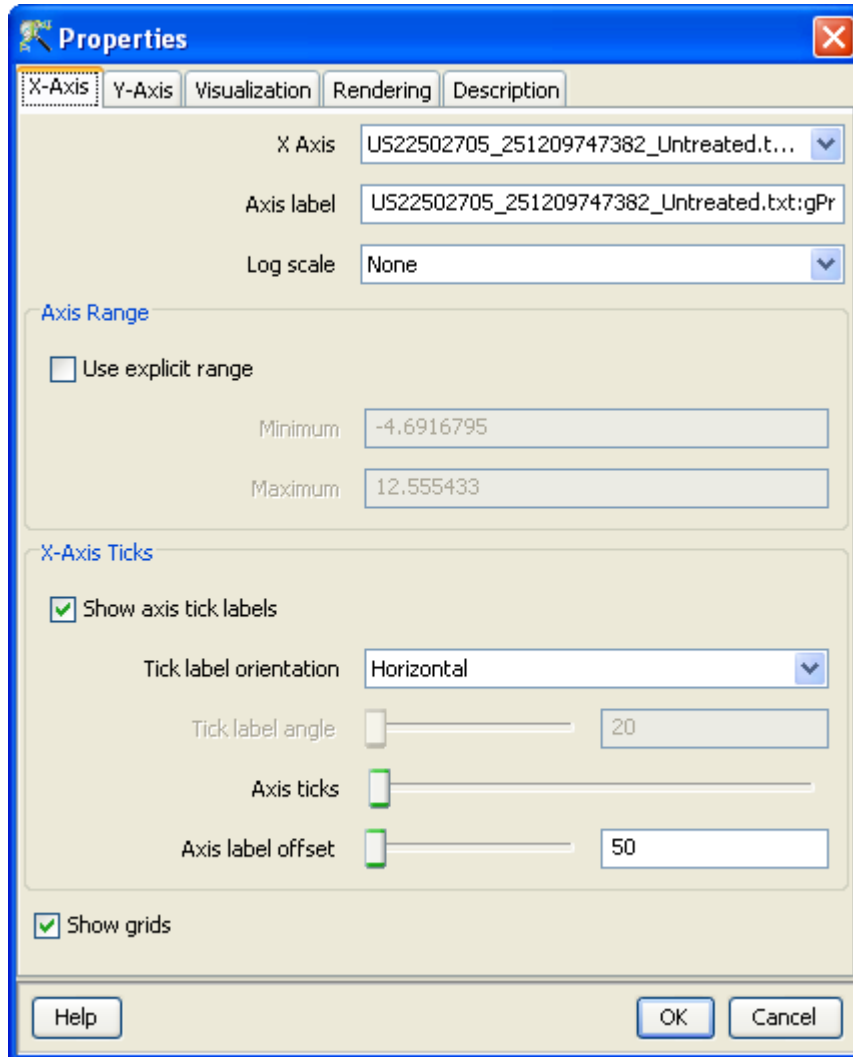 Properties
X-Axis Y-Axis Visualization Rendering Description
X Axis US22502705_251209747382_Untreated.t...
Axis label US22502705_251209747382_Untreated.txt:gPr
Log scale None
Axis Range
Use explicit range
Minimum -4.6916795
Maximum 12.555433
X-Axis Ticks
Show axis tick labels
Tick label orientation Horizontal
Tick label angle 20
Axis ticks
Axis label offset 50
Show grids
Help OK Cancel